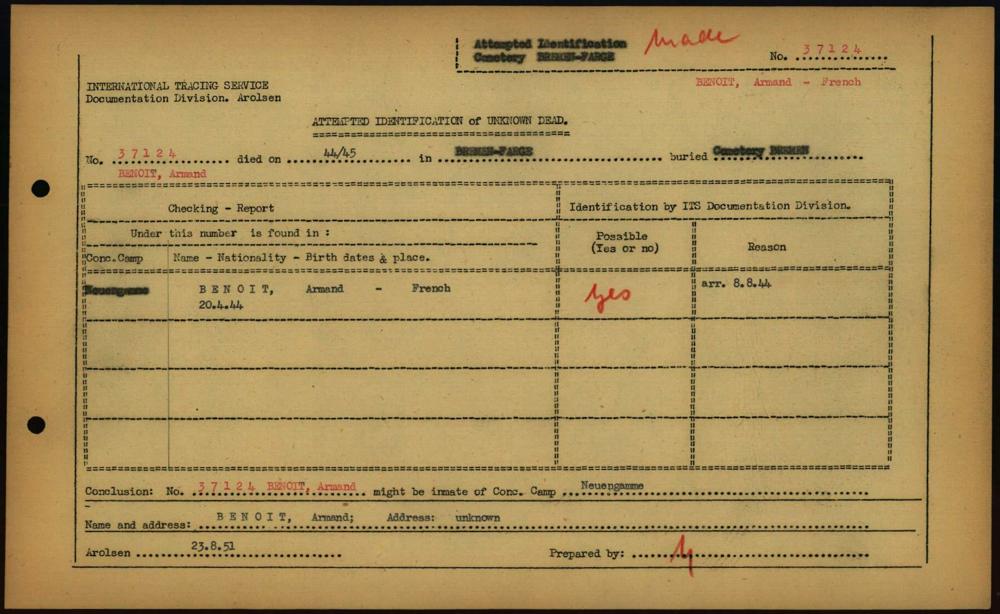 Attempted Identification made
Cemetery BREMEN-FARGE
No. 37124
BENOIT, Armand - French
INTERNATIONAL TRACING SERVICE
Documentation Division. Arolsen
ATTEMPTED IDENTIFICATION of UNKNOWN DEAD.
No. 37124 died on 44/45 in BREMEN-FARGE buried Cemetery BREMEN
BENOIT, Armand
Checking - Report
Identification by ITS Documentation Division.
Under this number is found in :
Possible
(Yes or no)
Reason
Conc.Camp Name - Nationality - Birth dates & place.
Neuengamme BENOIT, Armand - French
20.4.44
yes
arr. 8.8.44
Conclusion: No. 37124 BENOIT, Armand might be inmate of Conc. Camp Neuengamme
Name and address: BENOIT, Armand; Address: unknown
Arolsen 23.8.51 Prepared by: